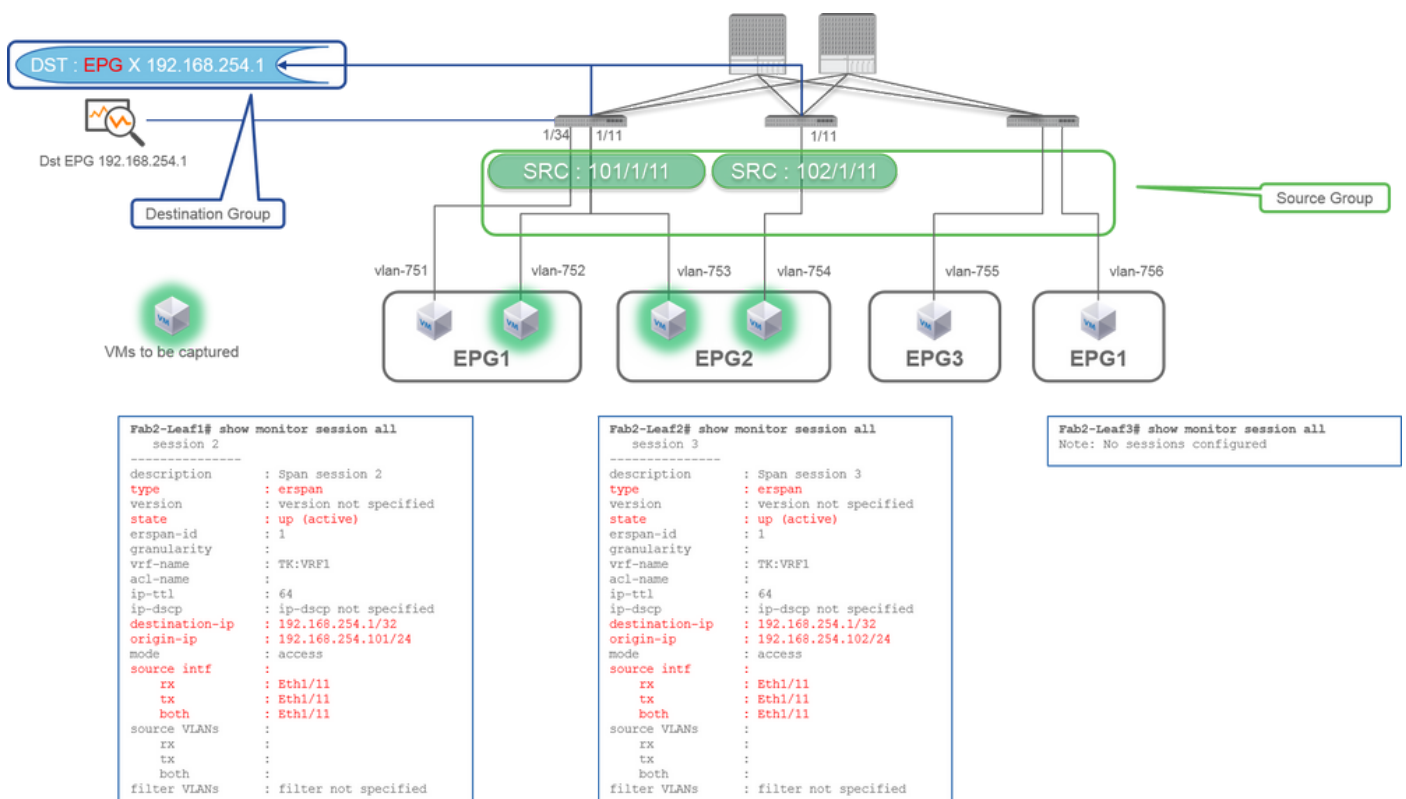 DST : EPG X 192.168.254.1
Dst EPG 192.168.254.1
Destination Group
1/34
1/11
1/11
SRC : 101/1/11
SRC : 102/1/11
Source Group
VMs to be captured
vlan-751
vlan-752
vlan-753
vlan-754
vlan-755
vlan-756
VM
VM
VM
VM
VM
VM
VM
EPG1
EPG2
EPG3
EPG1
Fab2-Leaf1# show monitor session all
session 2
---------------
description : Span session 2
type : erspan
version : version not specified
state : up (active)
erspan-id : 1
granularity :
vrf-name : TK:VRF1
acl-name :
ip-ttl : 64
ip-dscp : ip-dscp not specified
destination-ip : 192.168.254.1/32
origin-ip : 192.168.254.101/24
mode : access
source intf :
rx : Eth1/11
tx : Eth1/11
both : Eth1/11
source VLANs :
rx :
tx :
both :
filter VLANs : filter not specified
Fab2-Leaf2# show monitor session all
session 3
---------------
description : Span session 3
type : erspan
version : version not specified
state : up (active)
erspan-id : 1
granularity :
vrf-name : TK:VRF1
acl-name :
ip-ttl : 64
ip-dscp : ip-dscp not specified
destination-ip : 192.168.254.1/32
origin-ip : 192.168.254.102/24
mode : access
source intf :
rx : Eth1/11
tx : Eth1/11
both : Eth1/11
source VLANs :
rx :
tx :
both :
filter VLANs : filter not specified
Fab2-Leaf3# show monitor session all
Note: No sessions configured